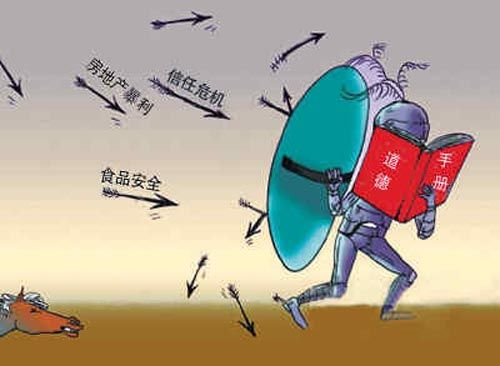 房地产暴利
信任危机
食品安全
道德
手册